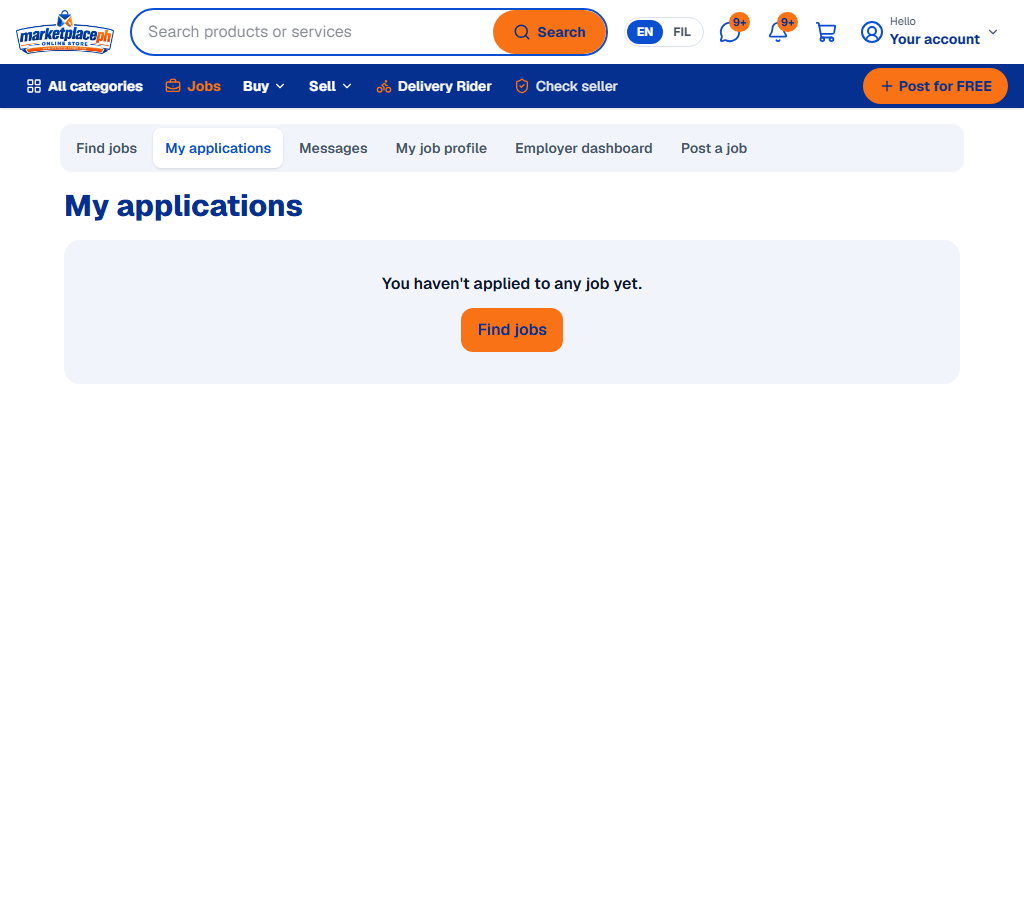 marketplaceph
ONLINE STORE
Search products or services
Search
EN
FIL
9+
9+
Hello
Your account
All categories
Jobs
Buy
Sell
Delivery Rider
Check seller
+ Post for FREE
Find jobs
My applications
Messages
My job profile
Employer dashboard
Post a job
My applications
You haven't applied to any job yet.
Find jobs